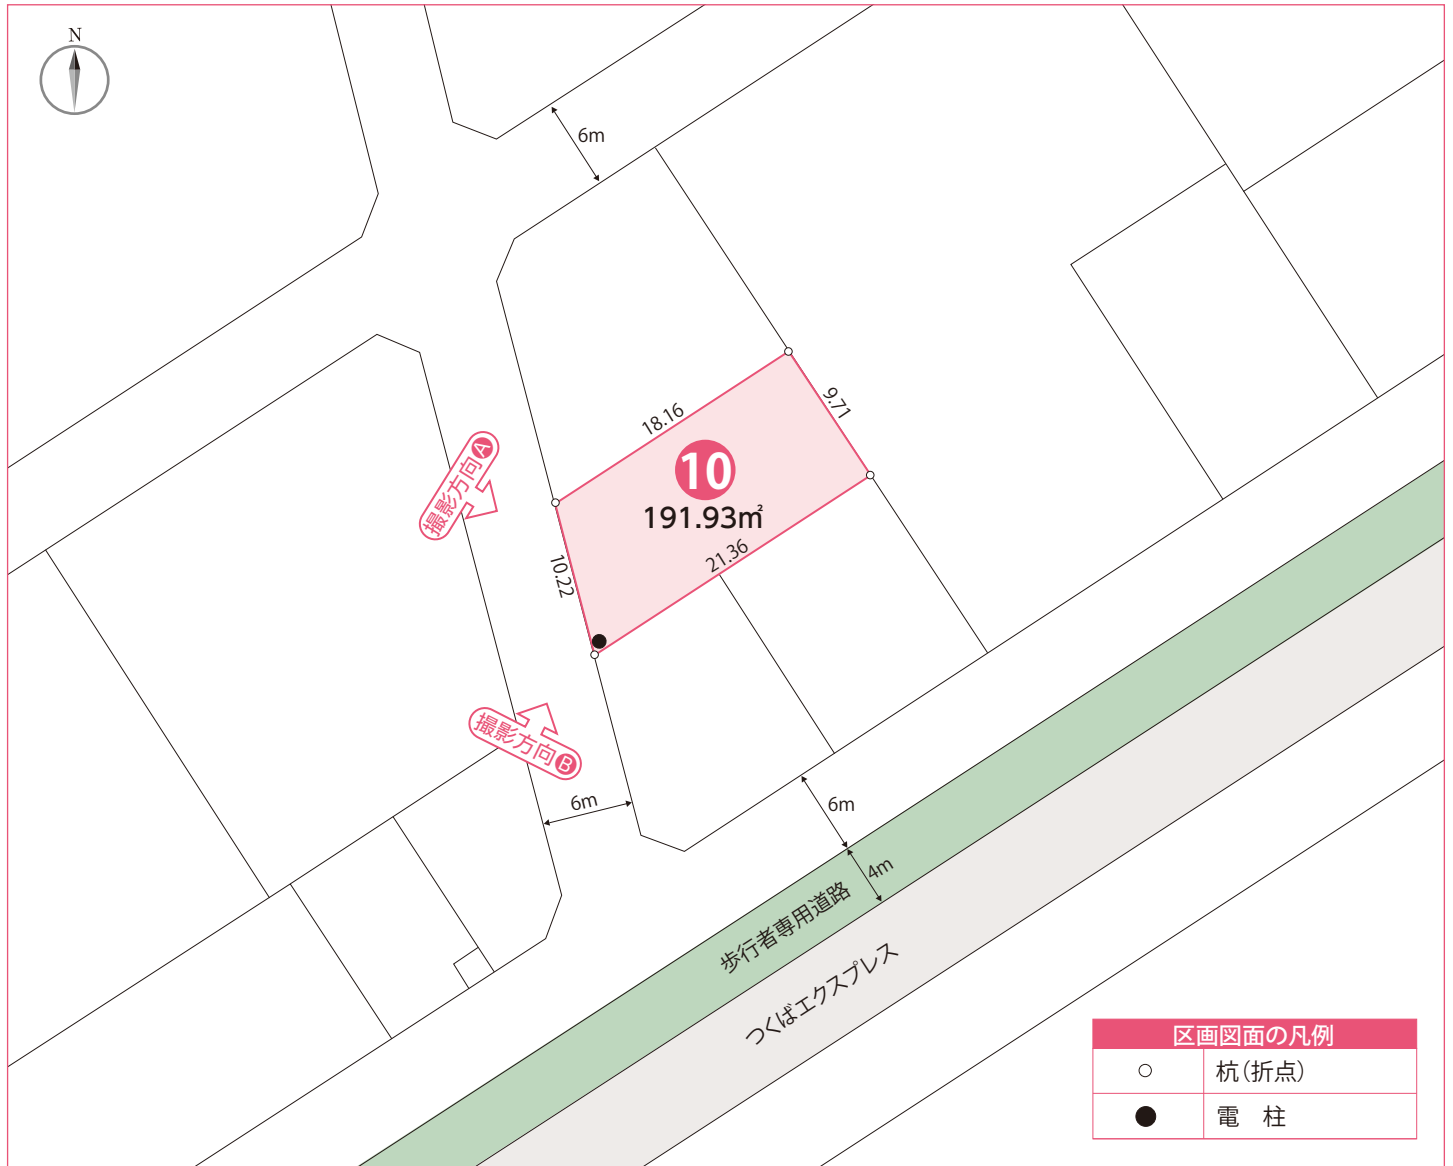 N
6m
18.16
9.71
10
191.93㎡
21.36
10.22
撮影方向A
撮影方向B
6m
6m
4m
歩行者専用道路
つくばエクスプレス
区画図面の凡例
杭(折点)
電　柱